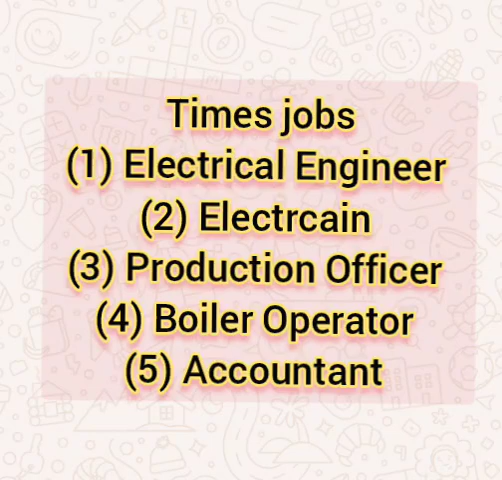 Times jobs
(1) Electrical Engineer
(2) Electrcain
(3) Production Officer
(4) Boiler Operator
(5) Accountant